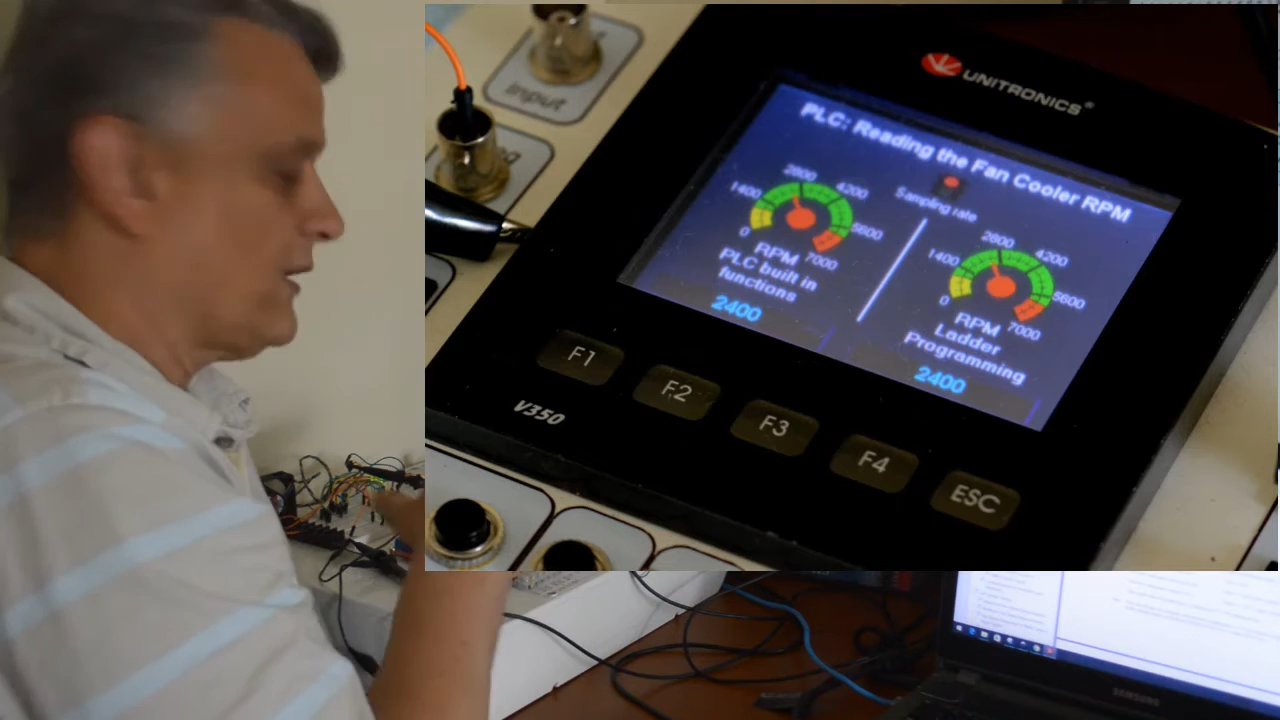 Input
UNITRONICS®
PLC: Reading the Fan Cooler RPM
Sampling rate
0
1400
2800
4200
5600
7000
RPM
PLC built in
functions
2400
0
1400
2800
4200
5600
7000
RPM
Ladder
Programming
2400
F1
F2
F3
F4
ESC
V350
SAMSUNG